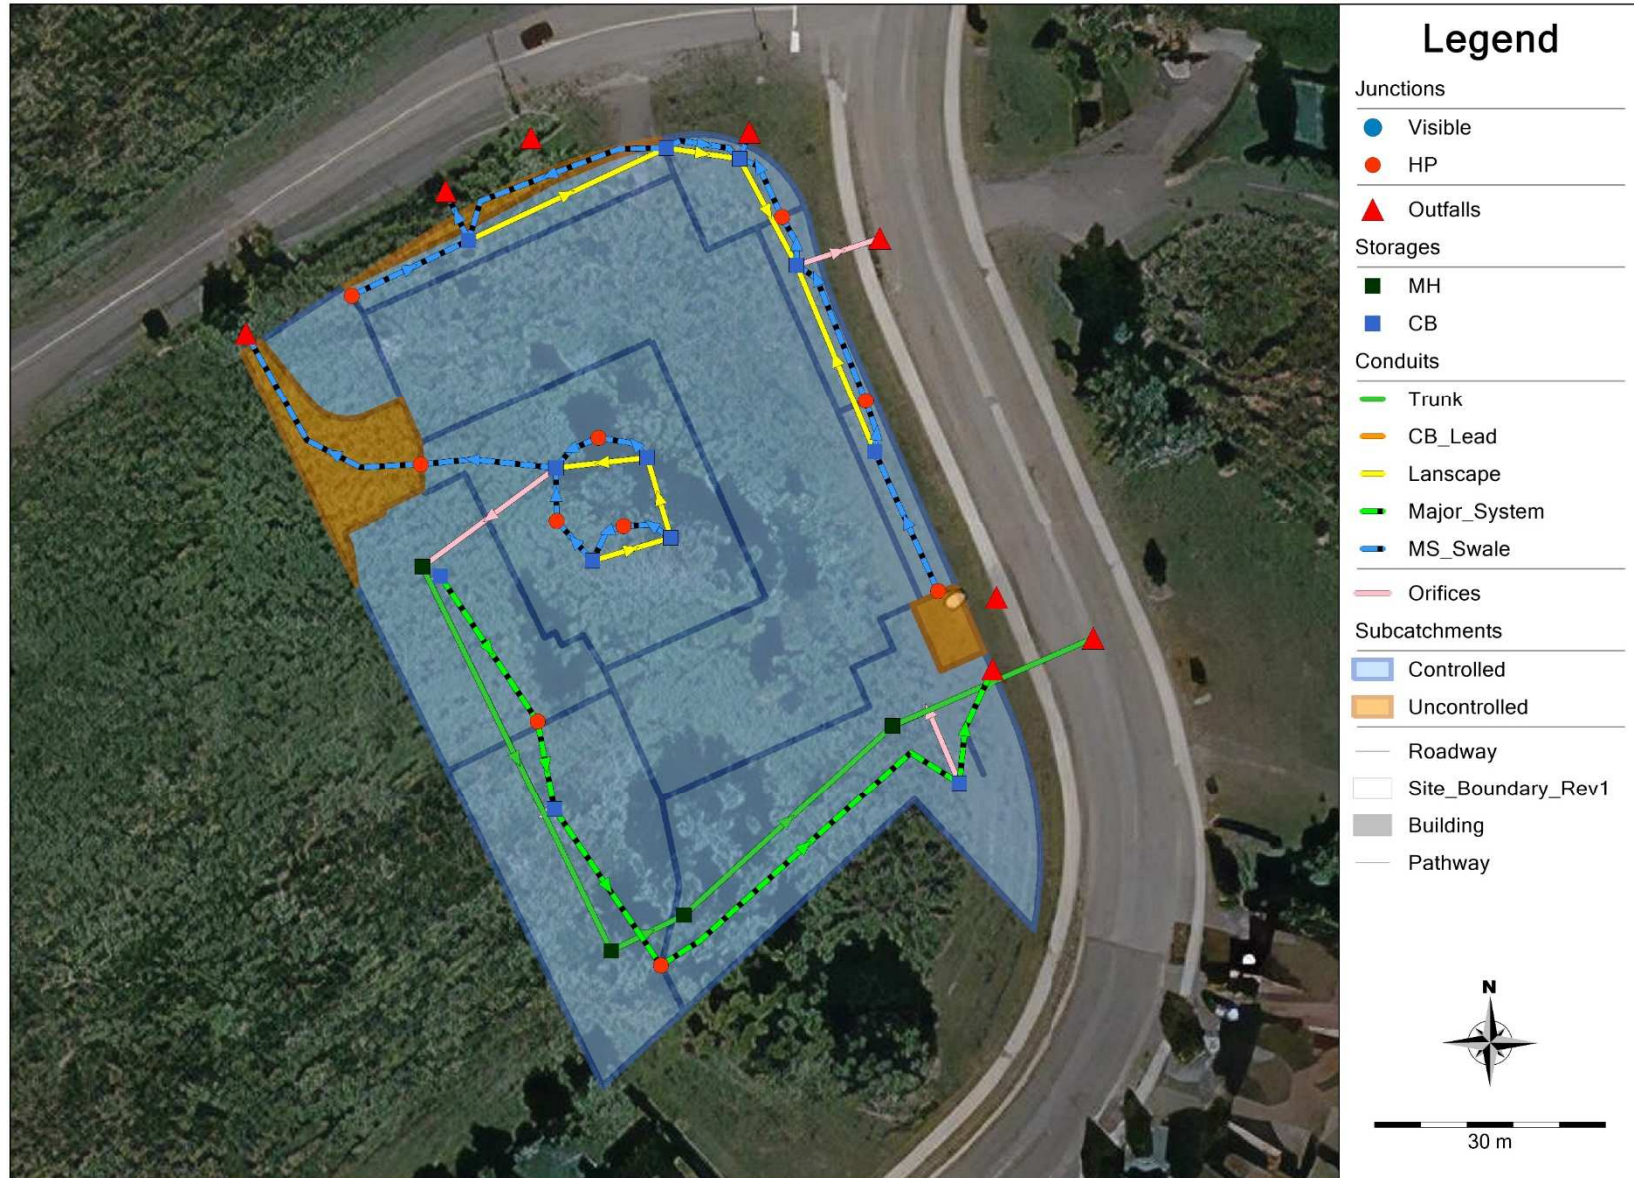 Legend
Junctions
Visible
HP
Outfalls
Storages
MH
CB
Conduits
Trunk
CB_Lead
Lanscape
Major_System
MS_Swale
Orifices
Subcatchments
Controlled
Uncontrolled
Roadway
Site_Boundary_Rev1
Building
Pathway
N
30 m